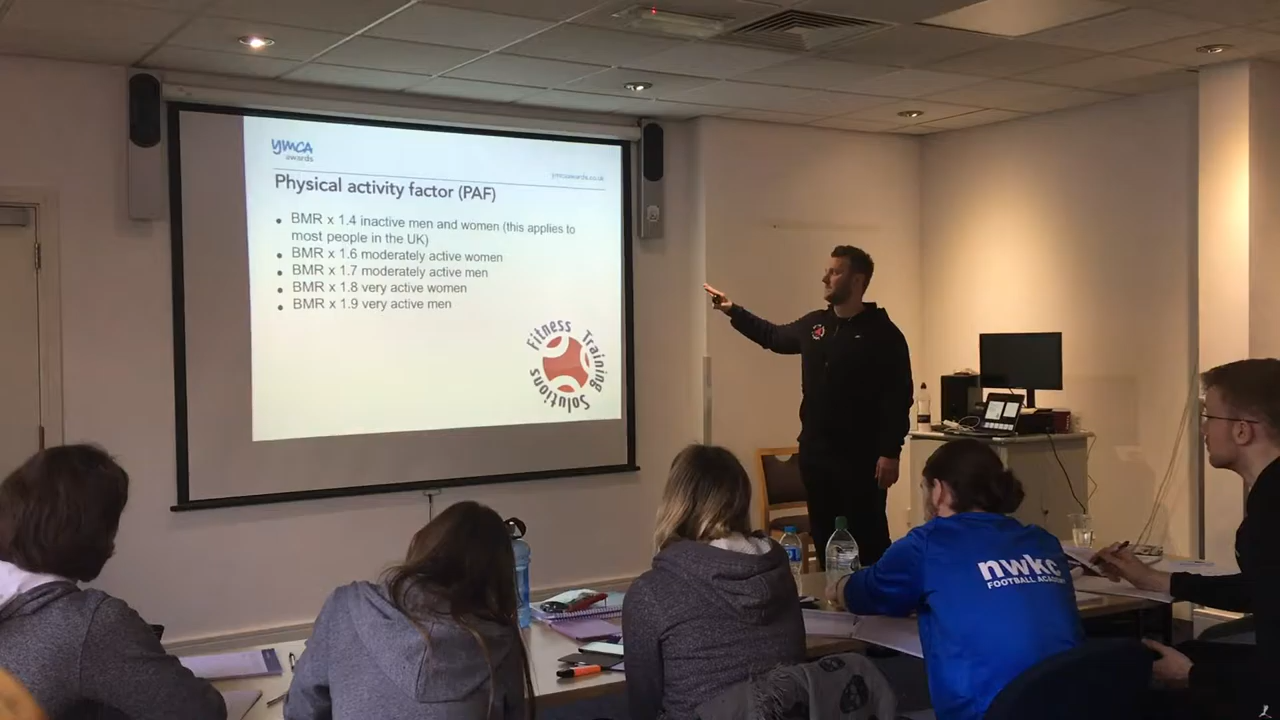 ymca
awards
ymcaawards.co.uk
Physical activity factor (PAF)
• BMR x 1.4 inactive men and women (this applies to
most people in the UK)
• BMR x 1.6 moderately active women
• BMR x 1.7 moderately active men
• BMR x 1.8 very active women
• BMR x 1.9 very active men
Fitness Training Solutions
nwkc
FOOTBALL ACADEMY